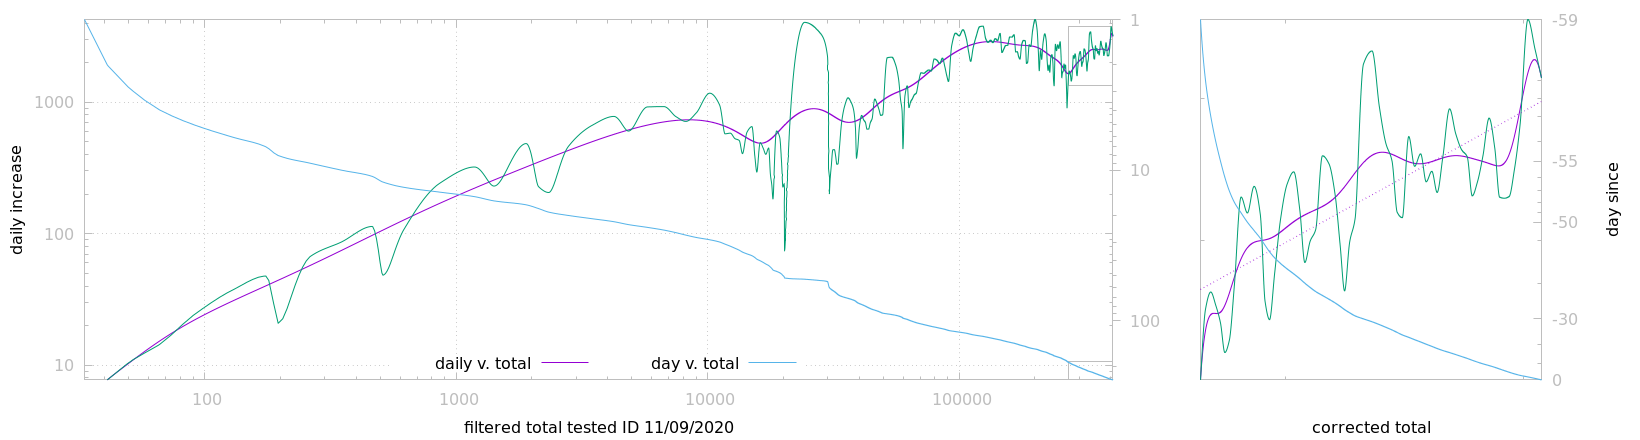 daily increase
1000
100
10
100
1000
10000
100000
filtered total tested ID 11/09/2020
daily v. total
day v. total
1
10
100
-59
-55
-50
-30
0
day since
corrected total